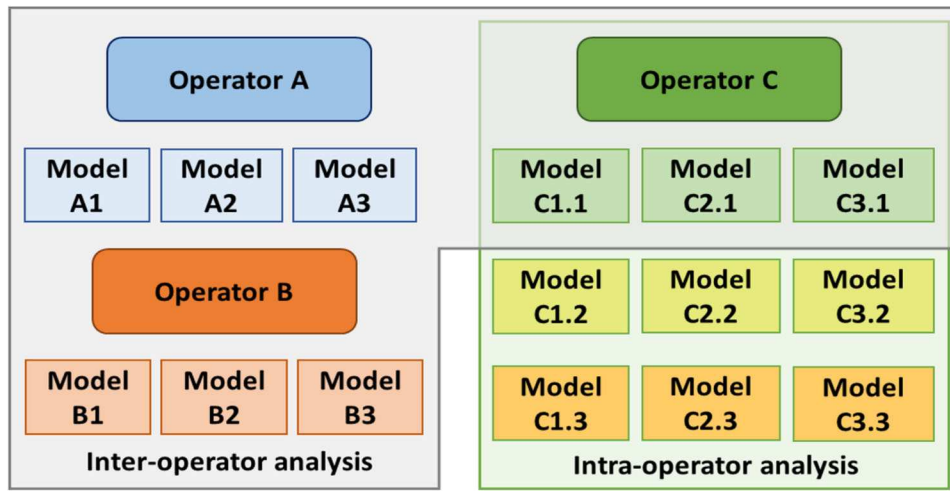 Operator A
Operator C
Model
A1
Model
A2
Model
A3
Model
C1.1
Model
C2.1
Model
C3.1
Operator B
Model
C1.2
Model
C2.2
Model
C3.2
Model
B1
Model
B2
Model
B3
Model
C1.3
Model
C2.3
Model
C3.3
Inter-operator analysis
Intra-operator analysis